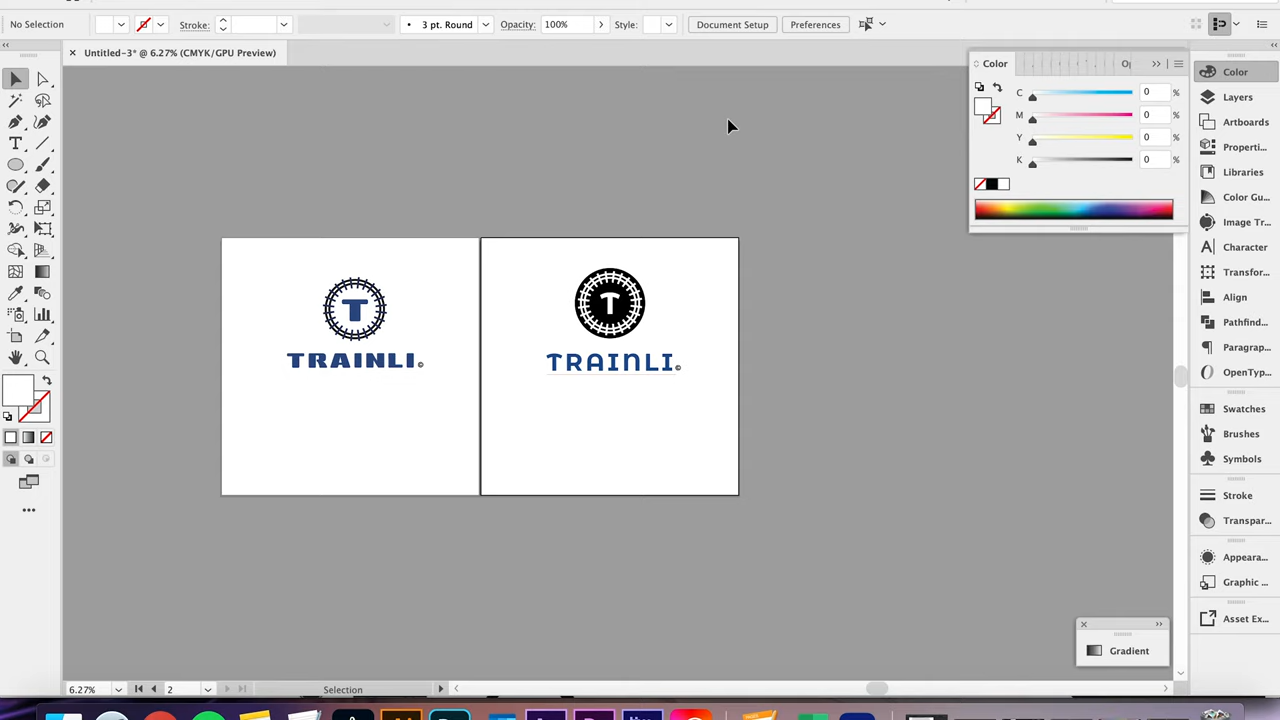 No Selection
Stroke:
3 pt. Round
Opacity:
100%
Style:
Document Setup
Preferences
Untitled-3* @ 6.27% (CMYK/GPU Preview)
Color
C
0
%
M
0
%
Y
0
%
K
0
%
Color
Layers
Artboards
Properti...
Libraries
Color Gu...
Image Tr...
Character
Transfor...
Align
Pathfind...
Paragrap...
OpenTyp...
Swatches
Brushes
Symbols
Stroke
Transpar...
Appeara...
Graphic ...
Asset Ex...
T
TRAINLI©
T
TRAINLI©
Gradient
6.27%
2
Selection